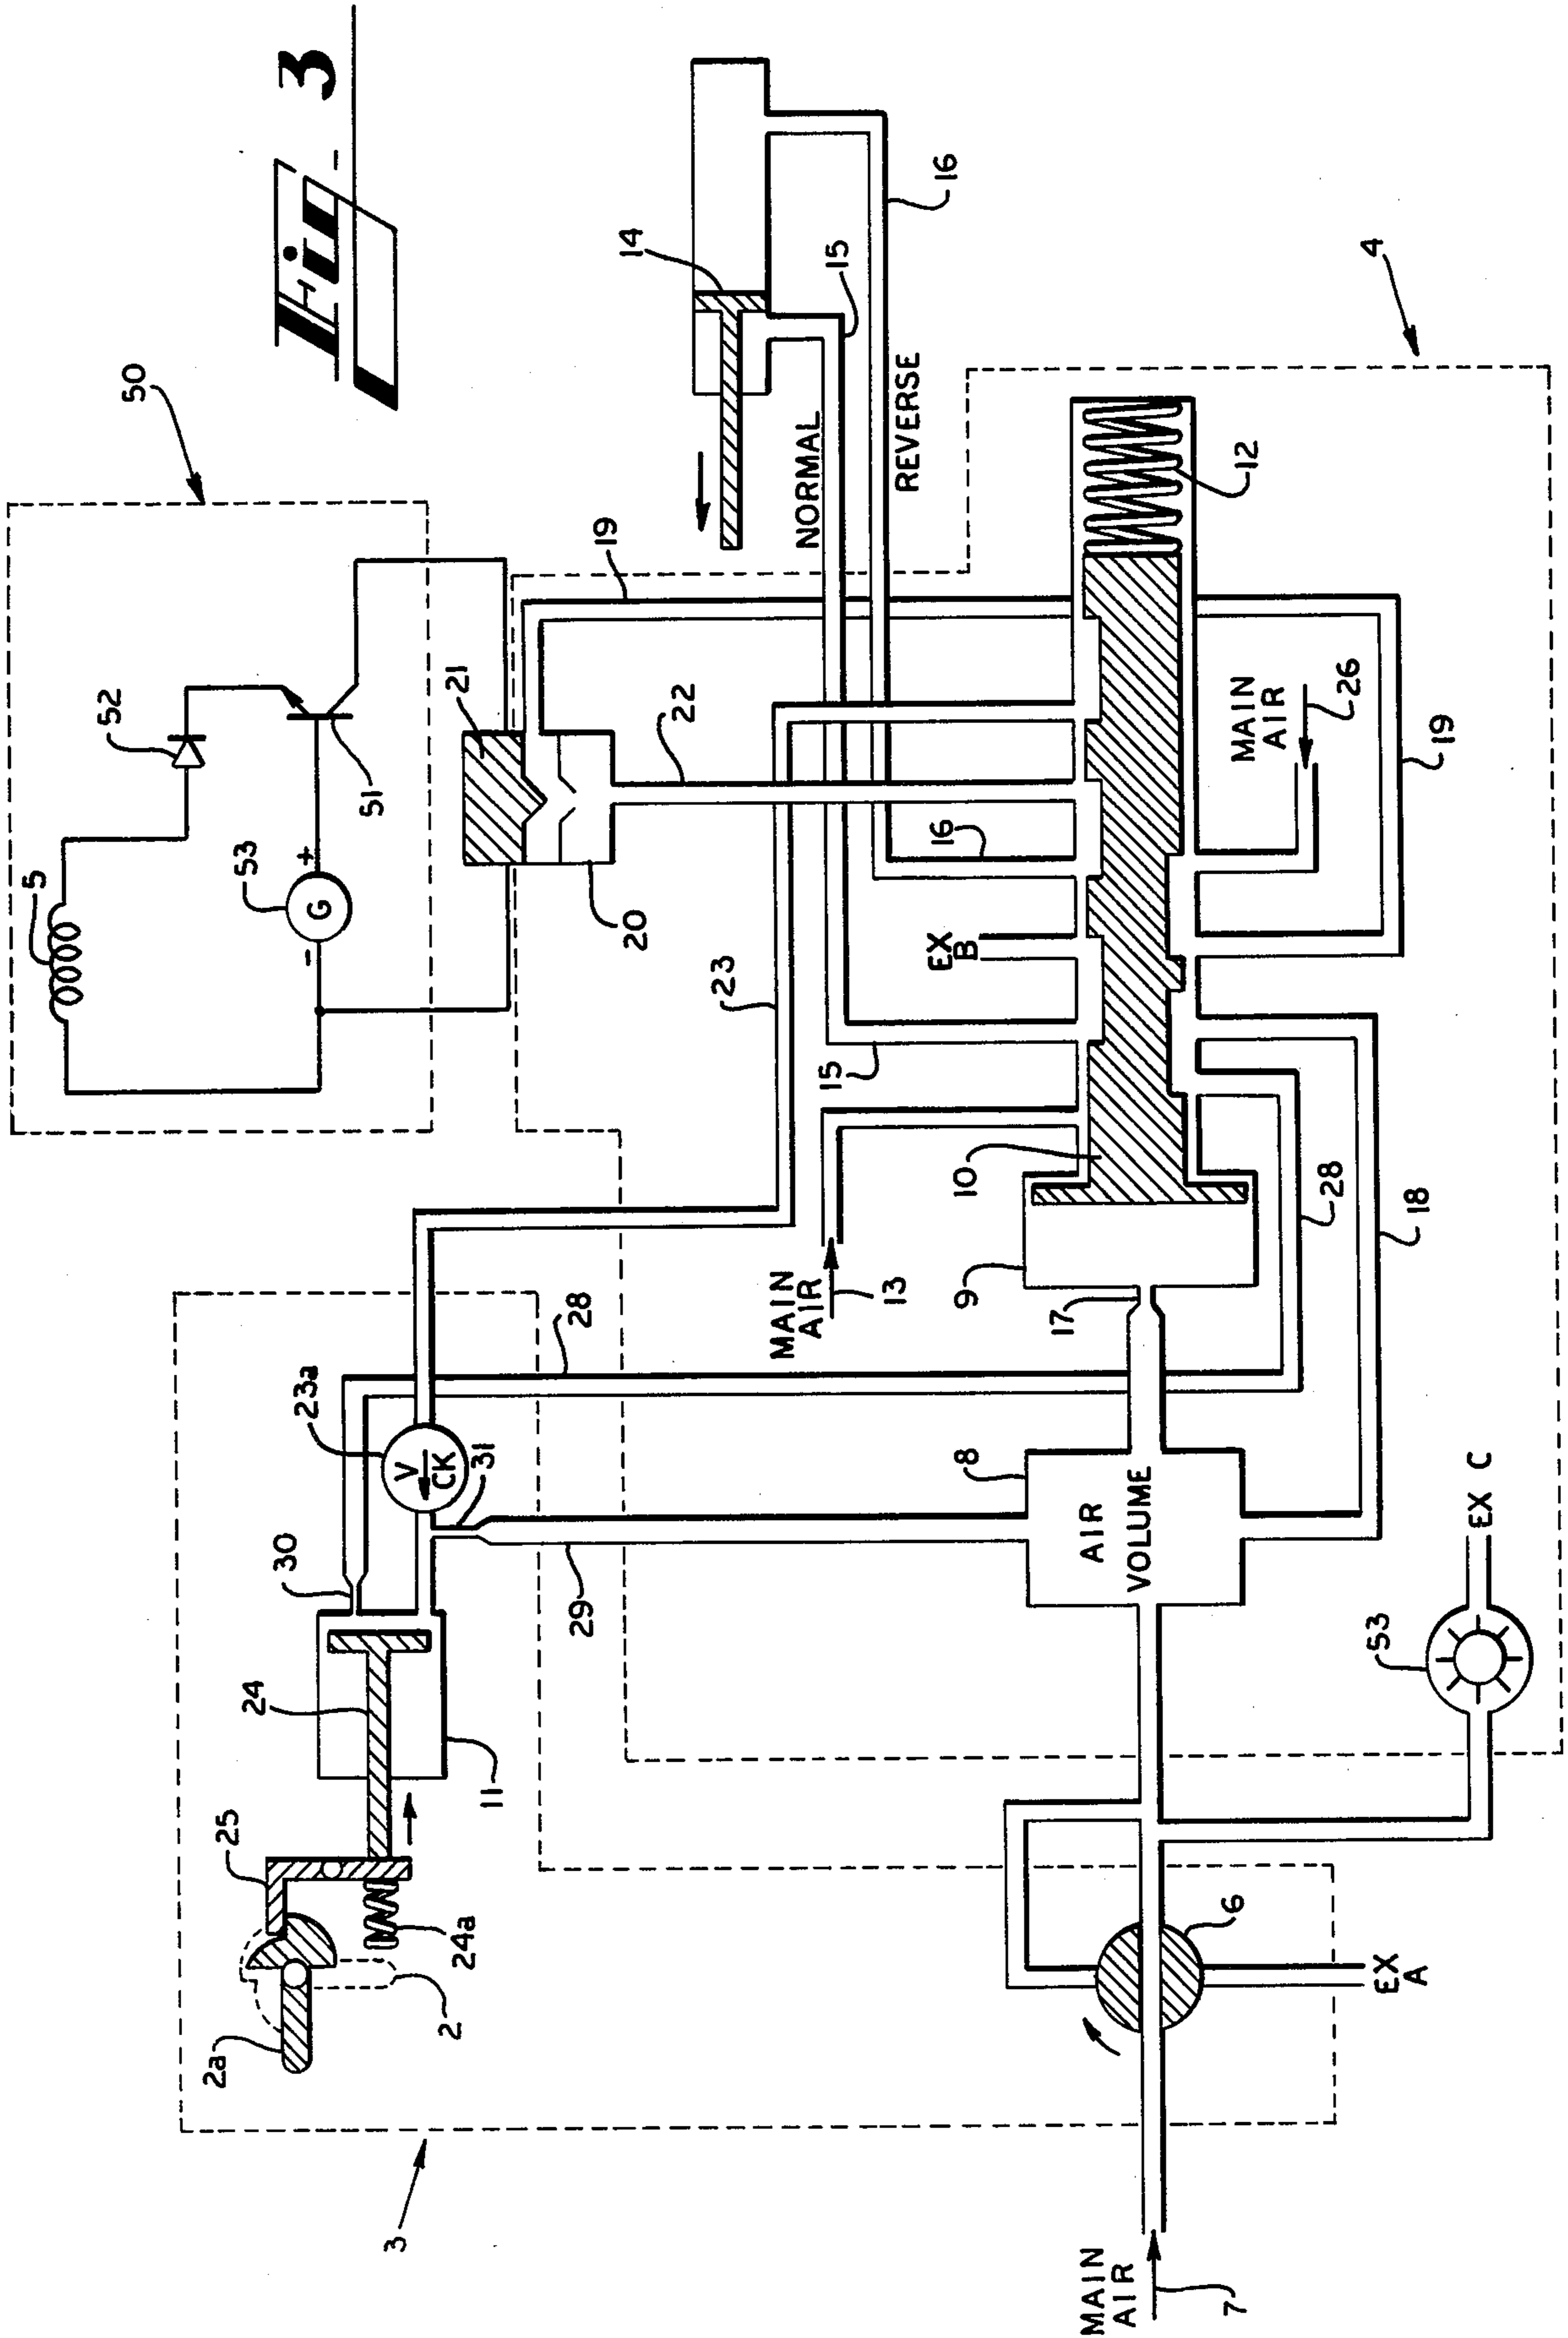 Fig. 3
50
5
52
53
G
+
-
51
21
20
22
19
14
15
16
NORMAL
REVERSE
4
12
MAIN
AIR
26
19
16
EX
B
15
23
10
9
MAIN
AIR
13
17
28
18
28
23a
V
CK
31
30
29
8
AIR
VOLUME
EX C
53
24
11
25
24a
2
2a
6
EX
A
3
MAIN
AIR
7